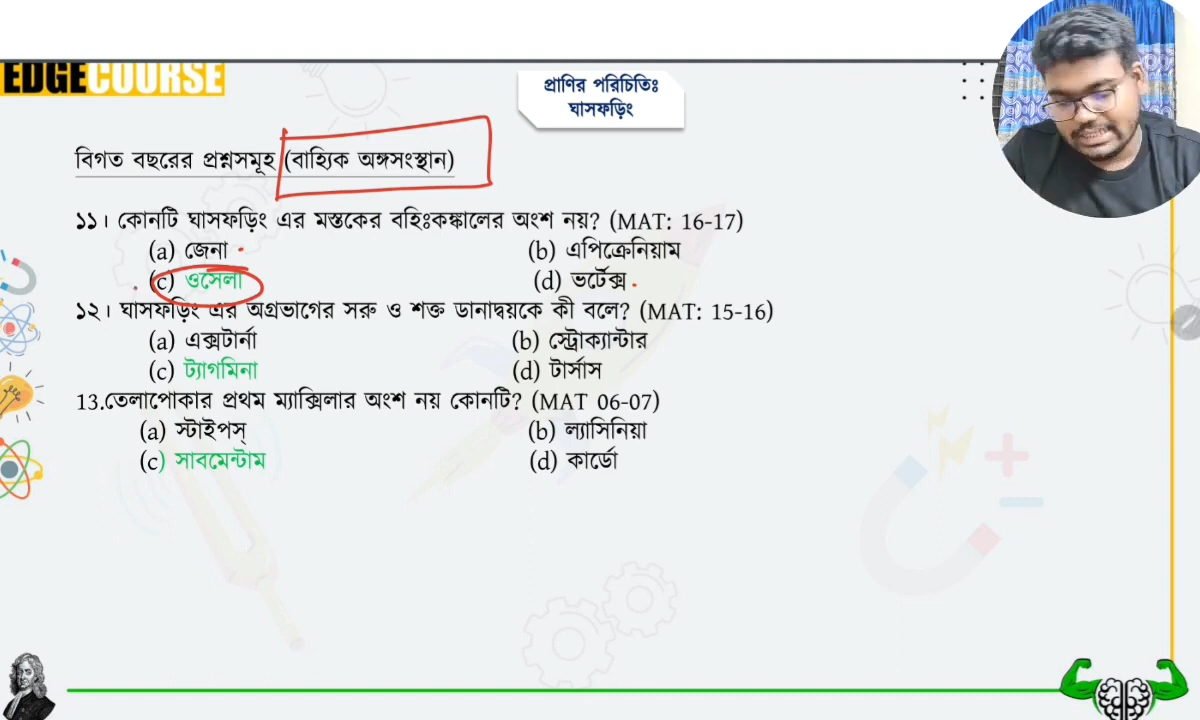 EDGECOURSE
প্রাণির পরিচিতিঃ
ঘাসফড়িং
বিগত বছরের প্রশ্নসমূহ (বাহ্যিক অঙ্গসংস্থান)
১১। কোনটি ঘাসফড়িং এর মস্তকের বহিঃকঙ্কালের অংশ নয়? (MAT: 16-17)
(a) জেনা (b) এপিক্রেনিয়াম
(c) ওসেলা (d) ভর্টেক্স
১২। ঘাসফড়িং এর অগ্রভাগের সরু ও শক্ত ডানাদ্বয়কে কী বলে? (MAT: 15-16)
(a) এক্সটার্না (b) স্ট্রোক্যান্টার
(c) ট্যাগমিনা (d) টার্সাস
13.তেলাপোকার প্রথম ম্যাক্সিলার অংশ নয় কোনটি? (MAT 06-07)
(a) স্টাইপস্ (b) ল্যাসিনিয়া
(c) সাবমেন্টাম (d) কার্ডো